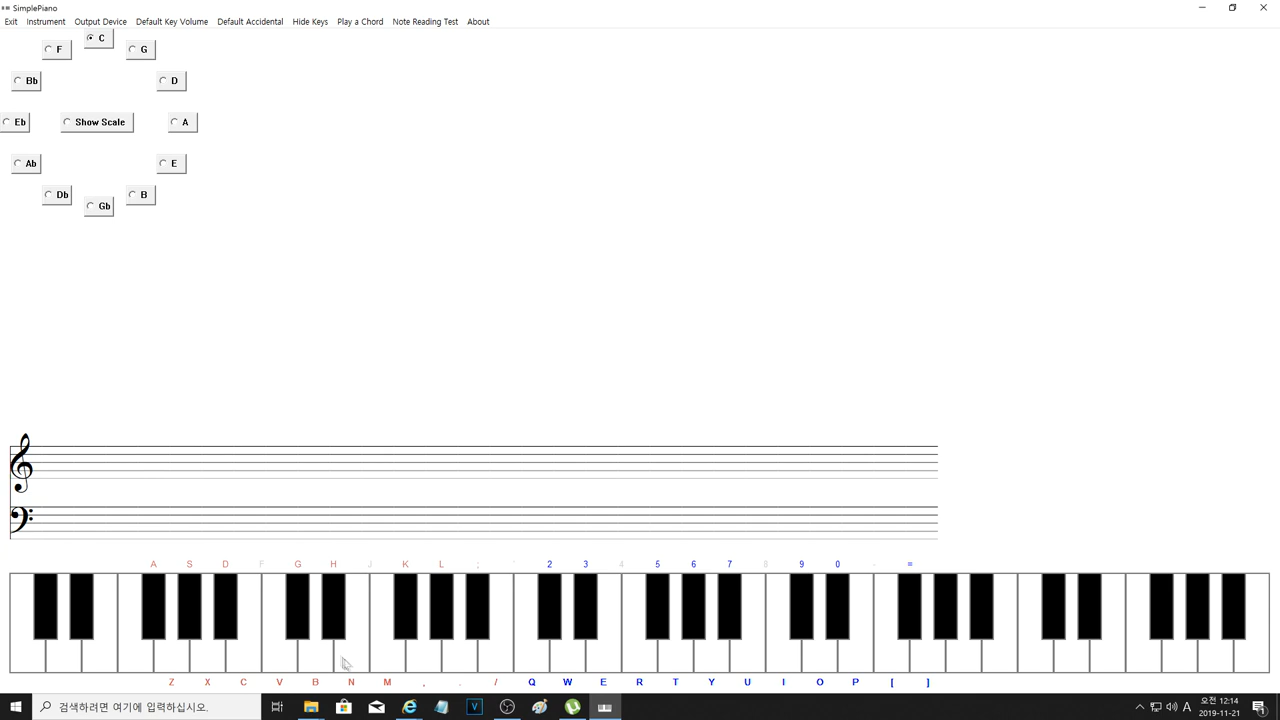 SimplePiano
Exit Instrument Output Device Default Key Volume Default Accidental Hide Keys Play a Chord Note Reading Test About
C
F G
Bb D
Eb Show Scale A
Ab E
Db B
Gb
A S D F G H J K L ; ' 2 3 4 5 6 7 8 9 0 - =
Z X C V B N M , . / Q W E R T Y U I O P [ ]
검색하려면 여기에 입력하십시오.
A 오전 12:14
2019-11-21